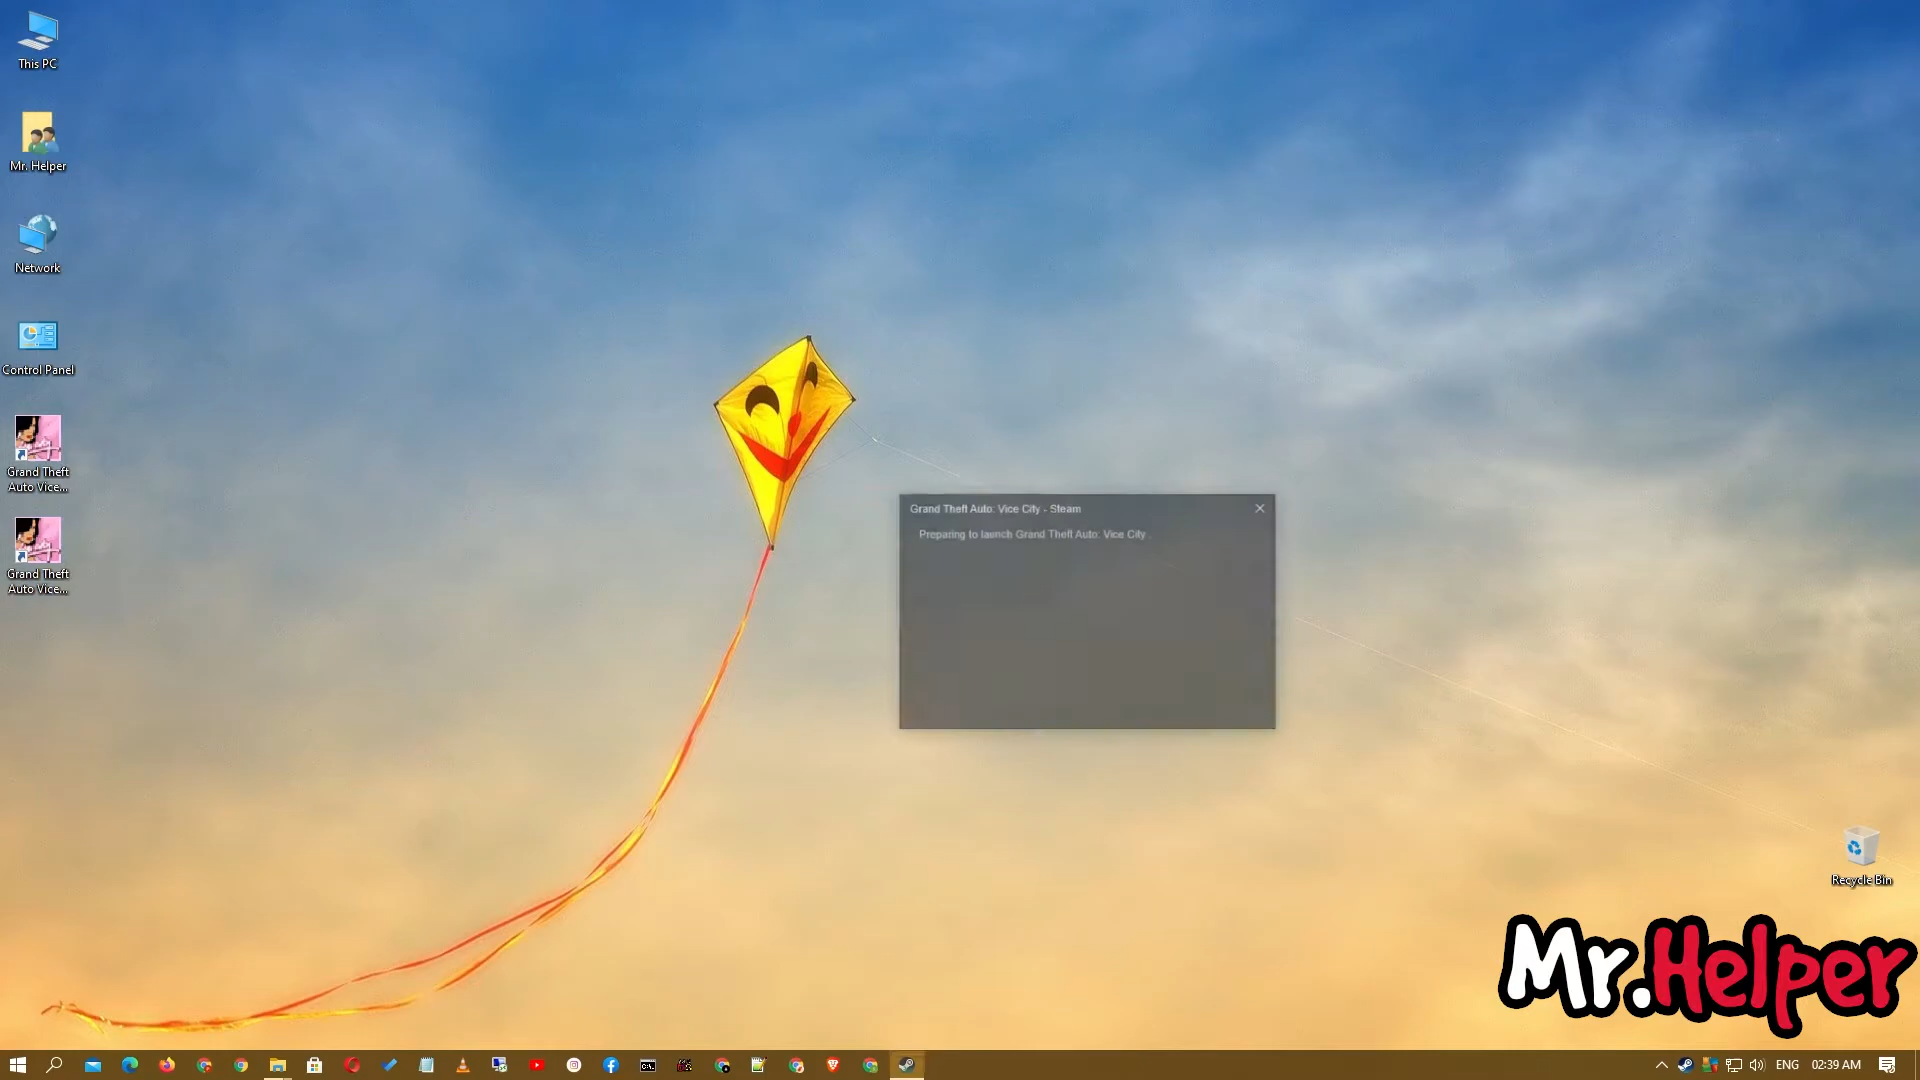 This PC
Mr. Helper
Network
Control Panel
Grand Theft
Auto Vice...
Grand Theft
Auto Vice...
Grand Theft Auto: Vice City - Steam
Preparing to launch Grand Theft Auto: Vice City .
Recycle Bin
Mr.Helper
ENG
02:39 AM